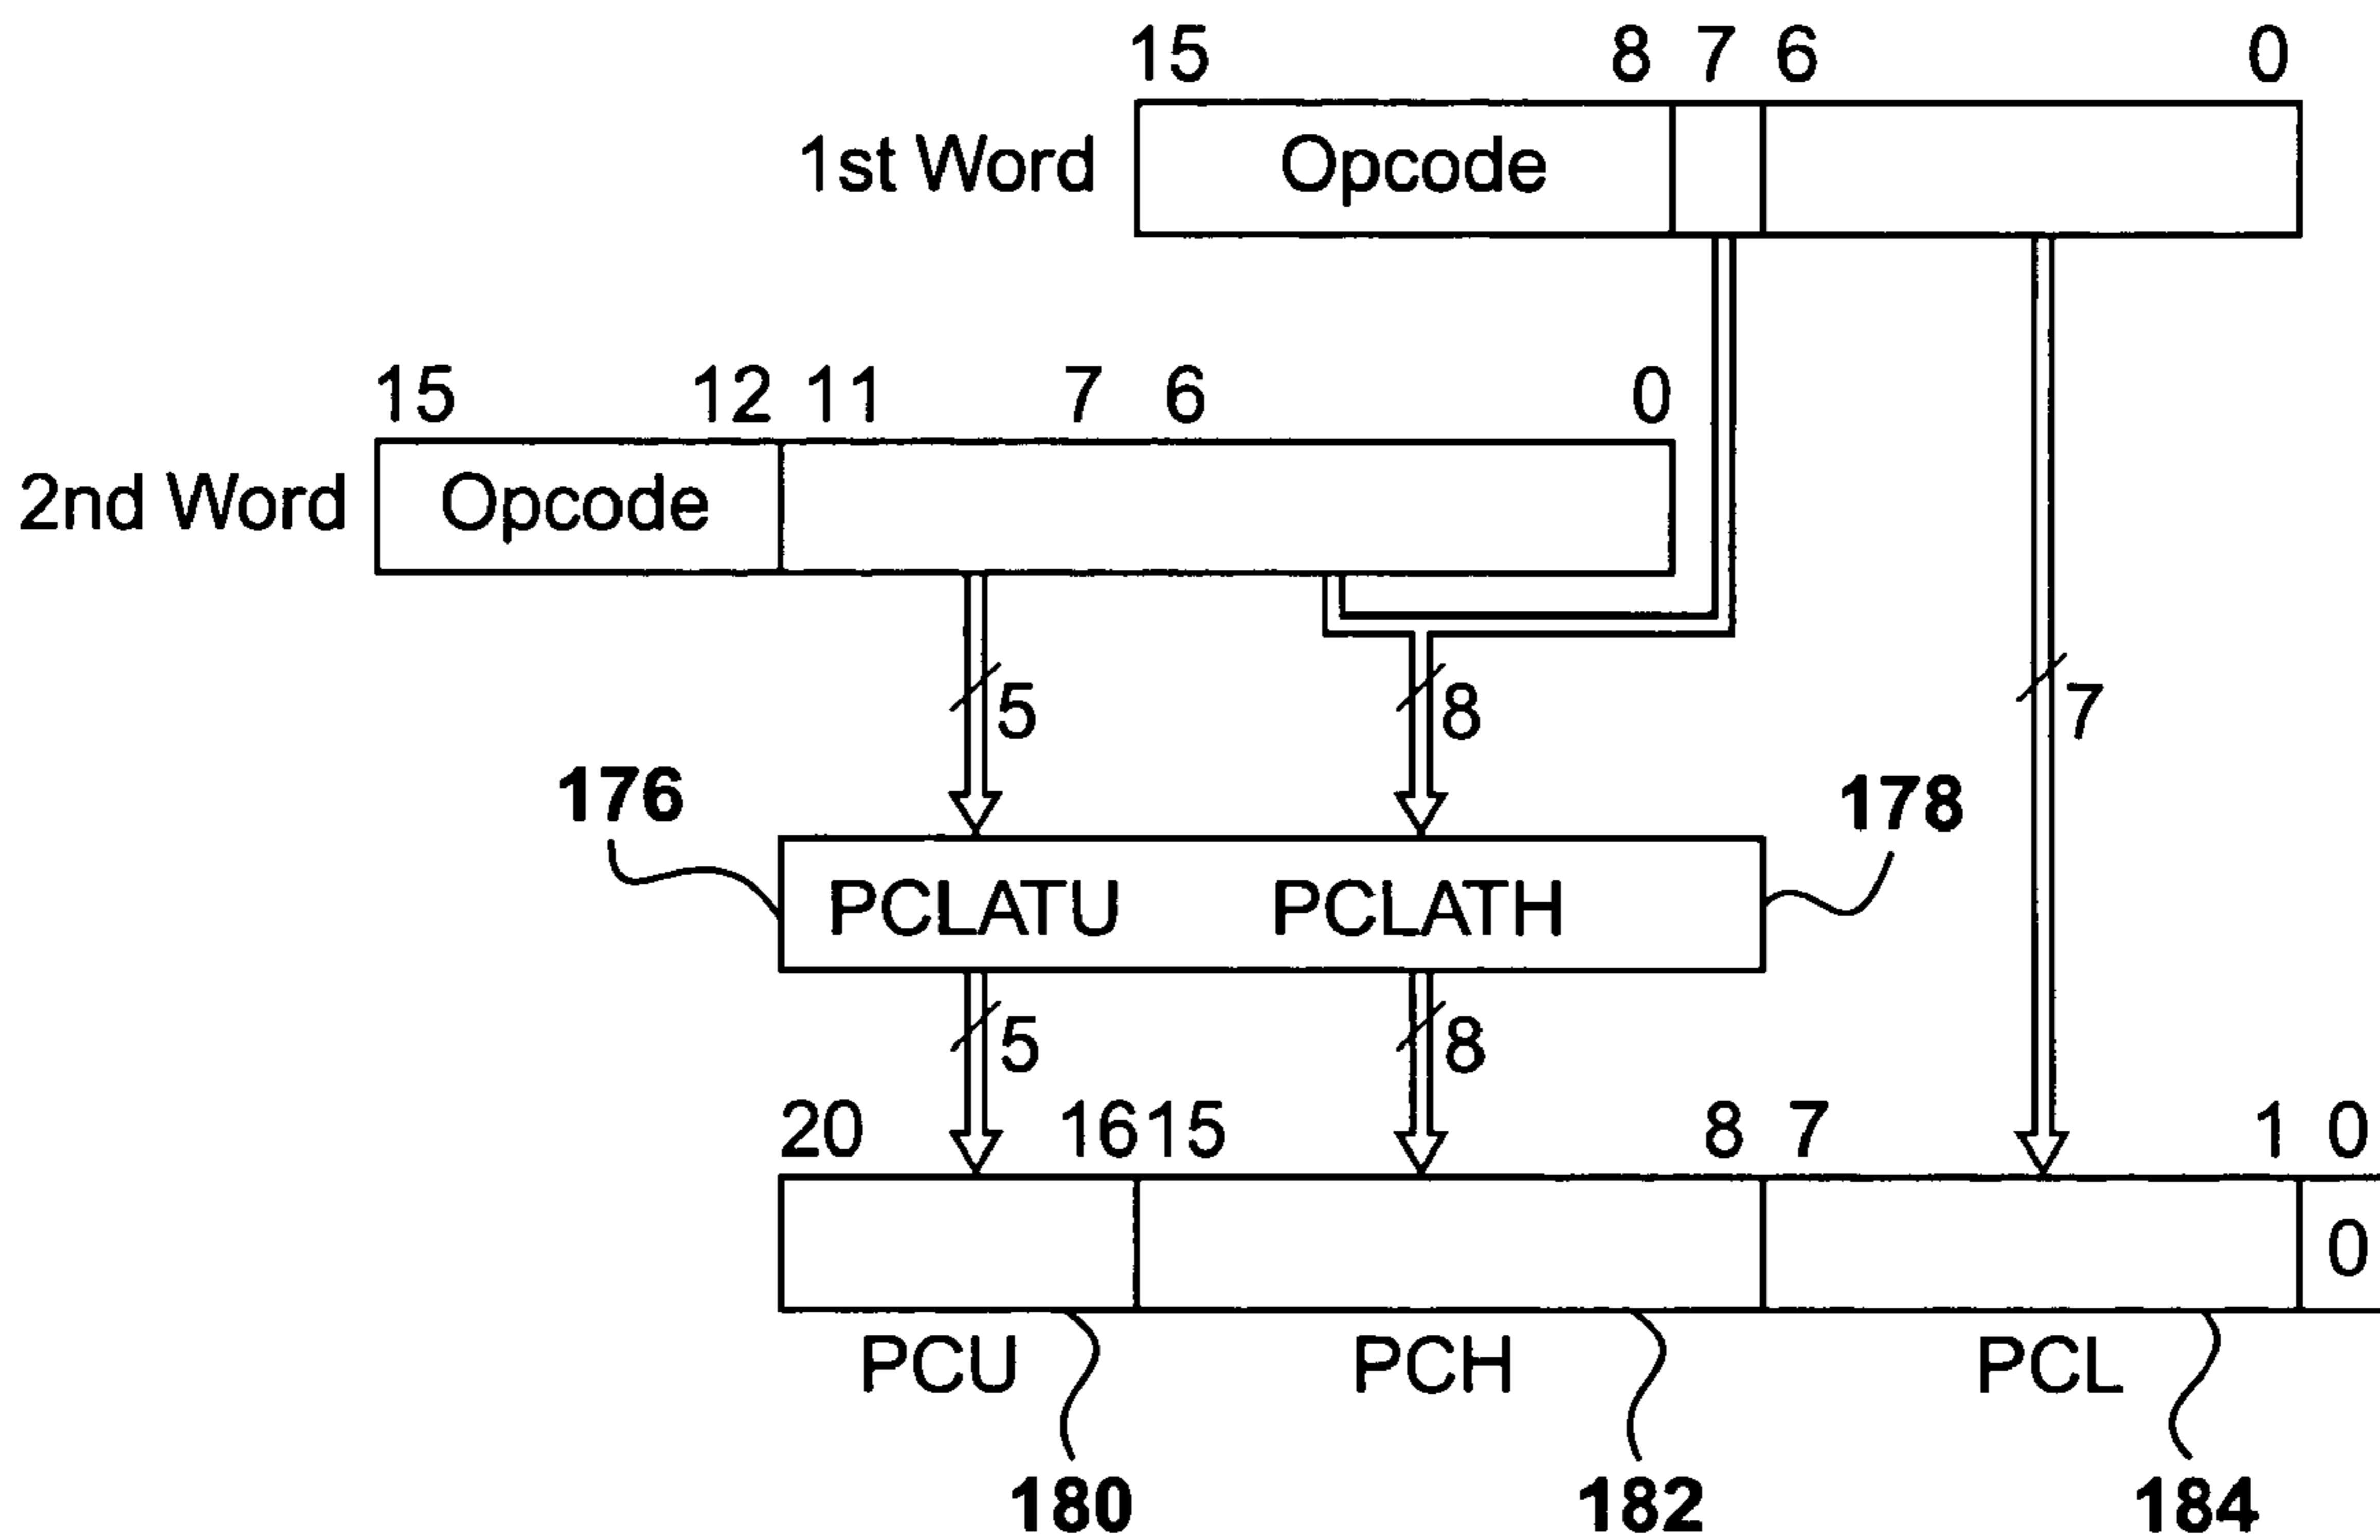 15 8 7 6 0
1st Word Opcode
15 12 11 7 6 0
2nd Word Opcode
5 8 7
176 178
PCLATU PCLATH
5 8
20 16 15 8 7 1 0
0
PCU PCH PCL
180 182 184